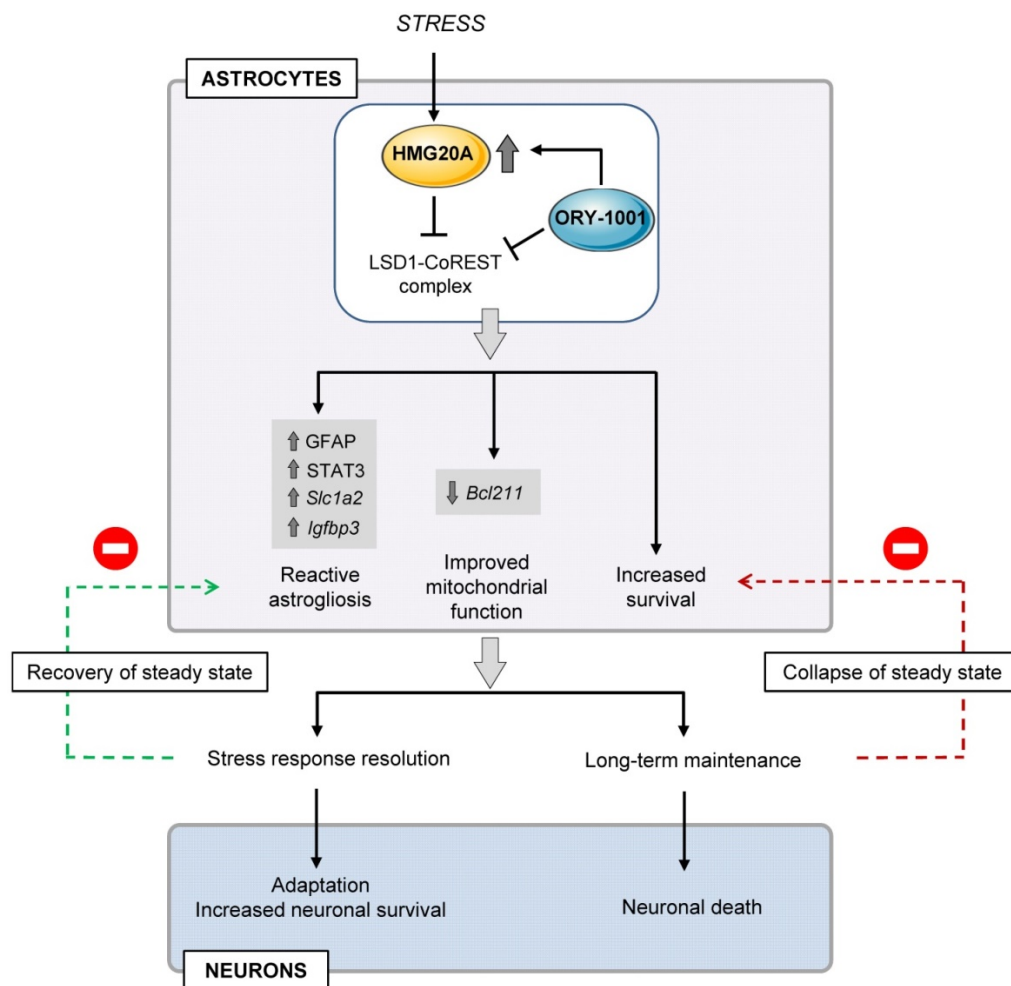 STRESS
ASTROCYTES
HMG20A
ORY-1001
LSD1-CoREST
complex
GFAP
STAT3
Slc1a2
Igfbp3
Bcl211
Reactive
astrogliosis
Improved
mitochondrial
function
Increased
survival
Recovery of steady state
Collapse of steady state
Stress response resolution
Long-term maintenance
Adaptation
Increased neuronal survival
Neuronal death
NEURONS